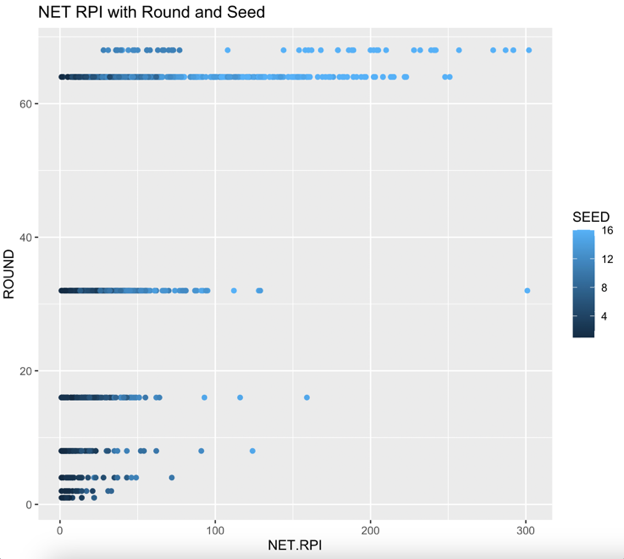 NET RPI with Round and Seed
60
40
20
0
ROUND
0 100 200 300
NET.RPI
SEED
16
12
8
4